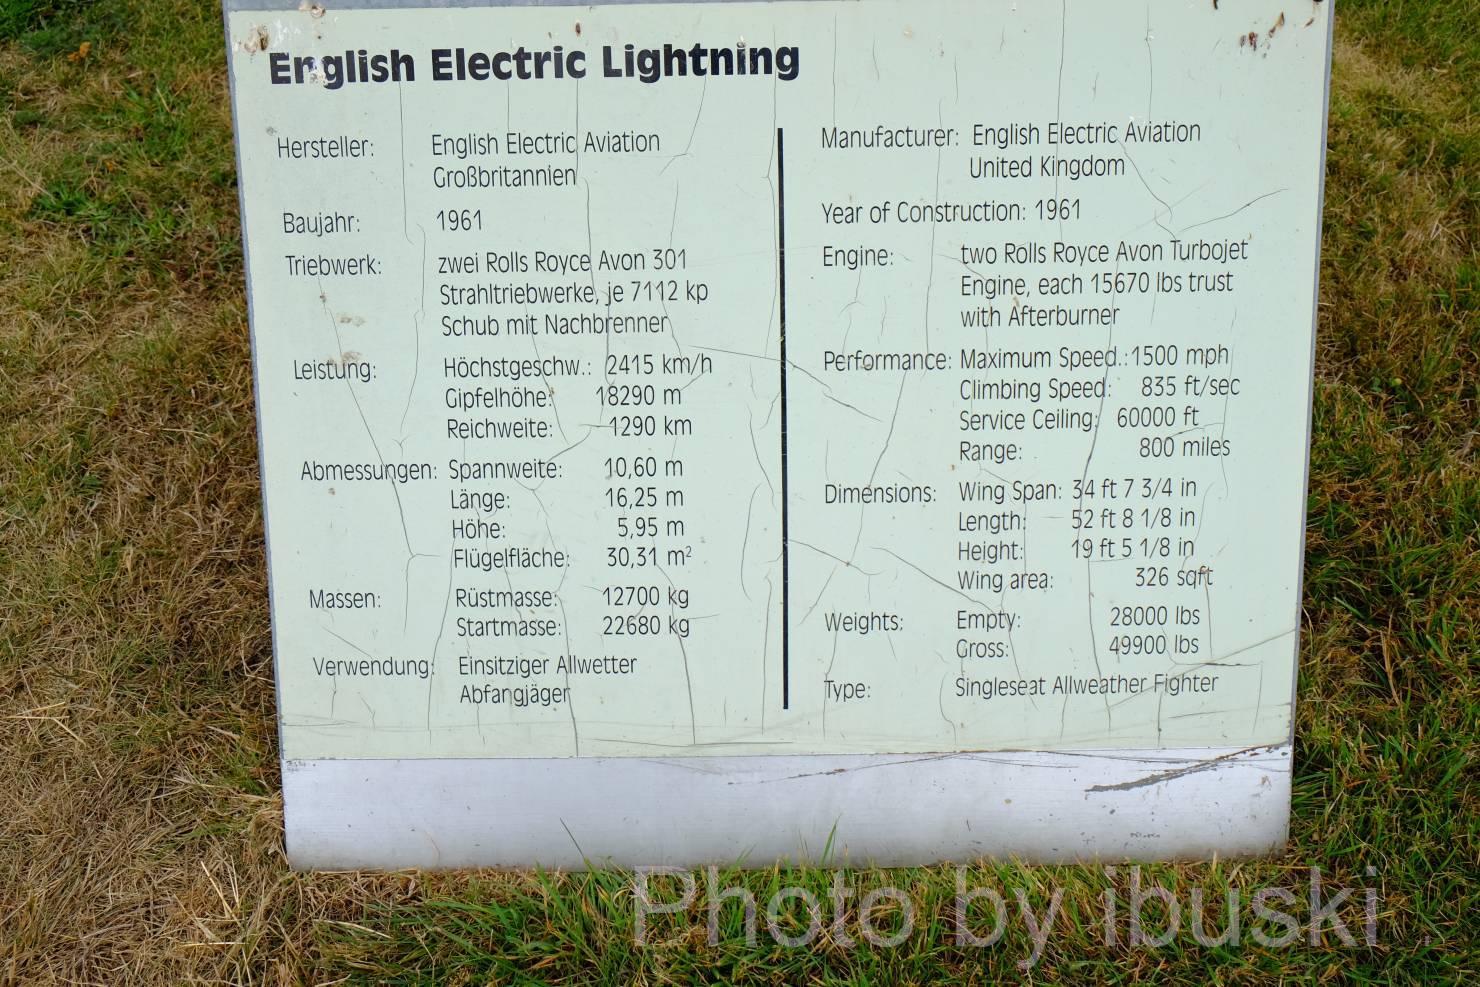 English Electric Lightning
Hersteller: English Electric Aviation
Großbritannien
Baujahr: 1961
Triebwerk: zwei Rolls Royce Avon 301
Strahltriebwerke, je 7112 kp
Schub mit Nachbrenner
Leistung: Höchstgeschw.: 2415 km/h
Gipfelhöhe: 18290 m
Reichweite: 1290 km
Abmessungen: Spannweite: 10,60 m
Länge: 16,25 m
Höhe: 5,95 m
Flügelfläche: 30,31 m²
Massen: Rüstmasse: 12700 kg
Startmasse: 22680 kg
Verwendung: Einsitziger Allwetter
Abfangjäger
Manufacturer: English Electric Aviation
United Kingdom
Year of Construction: 1961
Engine: two Rolls Royce Avon Turbojet
Engine, each 15670 lbs trust
with Afterburner
Performance: Maximum Speed.: 1500 mph
Climbing Speed: 835 ft/sec
Service Ceiling: 60000 ft
Range: 800 miles
Dimensions: Wing Span: 34 ft 7 3/4 in
Length: 52 ft 8 1/8 in
Height: 19 ft 5 1/8 in
Wing area: 326 sqft
Weights: Empty: 28000 lbs
Gross: 49900 lbs
Type: Singleseat Allweather Fighter
Photo by ibuski